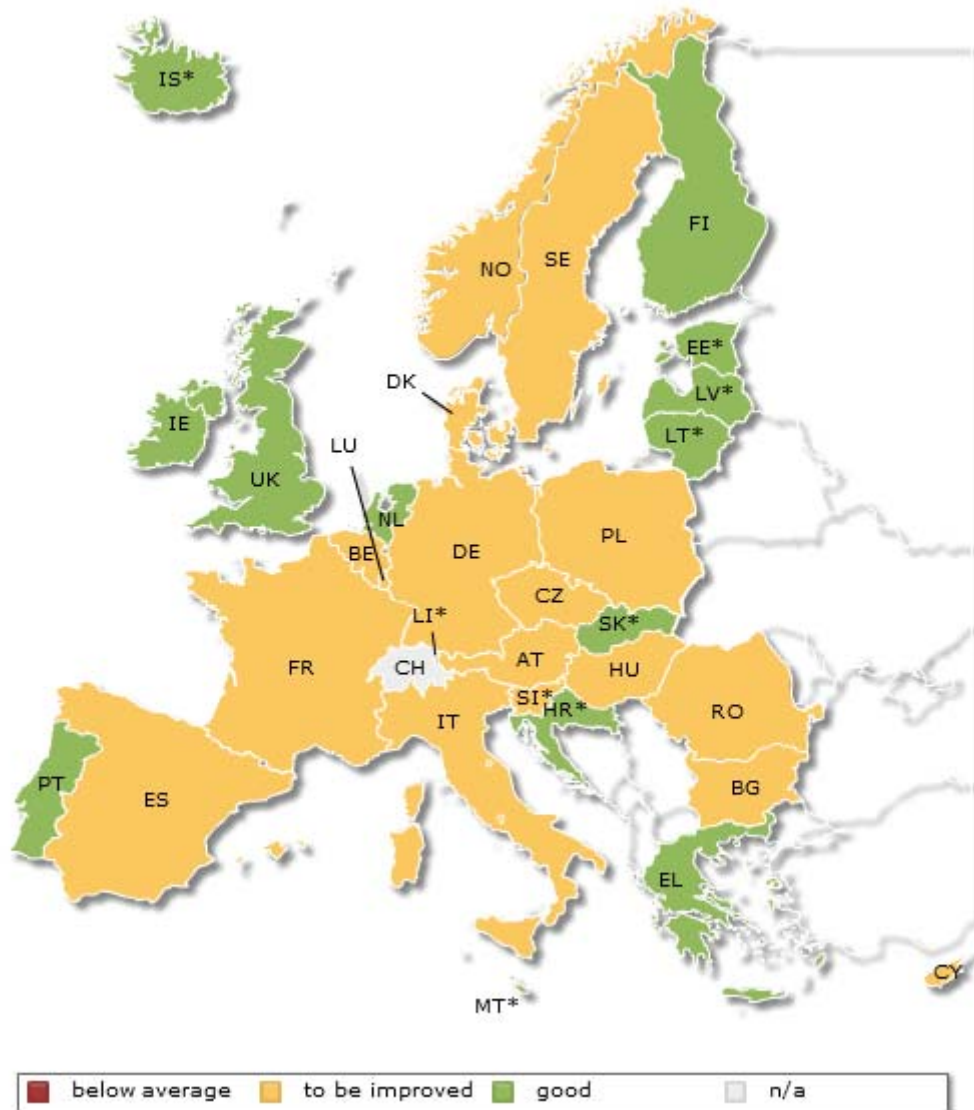 IS*
FI
NO
SE
EE*
DK
LV*
IE
LT*
LU
UK
NL
PL
BE
DE
CZ
LI*
SK*
FR
CH
AT
HU
SI*
HR*
IT
RO
PT
ES
BG
EL
CY
MT*
below average to be improved good n/a